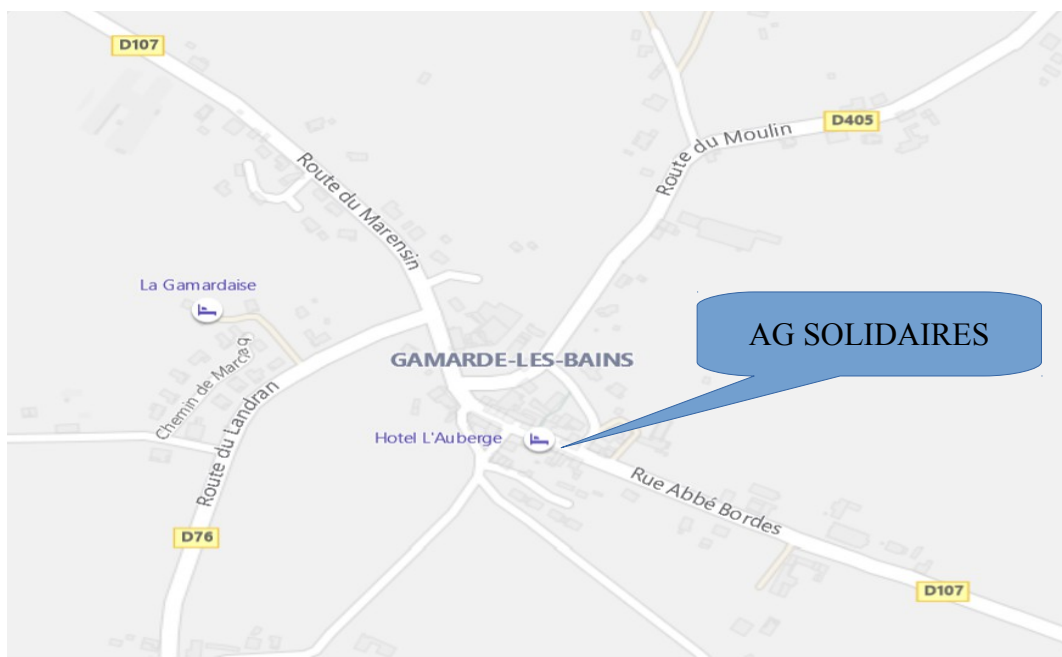 D107
D405
Route du Moulin
Route du Marensin
La Gamardaise
AG SOLIDAIRES
GAMARDE-LES-BAINS
Chemin de Marcaq
Route du Landran
Hotel L'Auberge
Rue Abbé Bordes
D76
D107